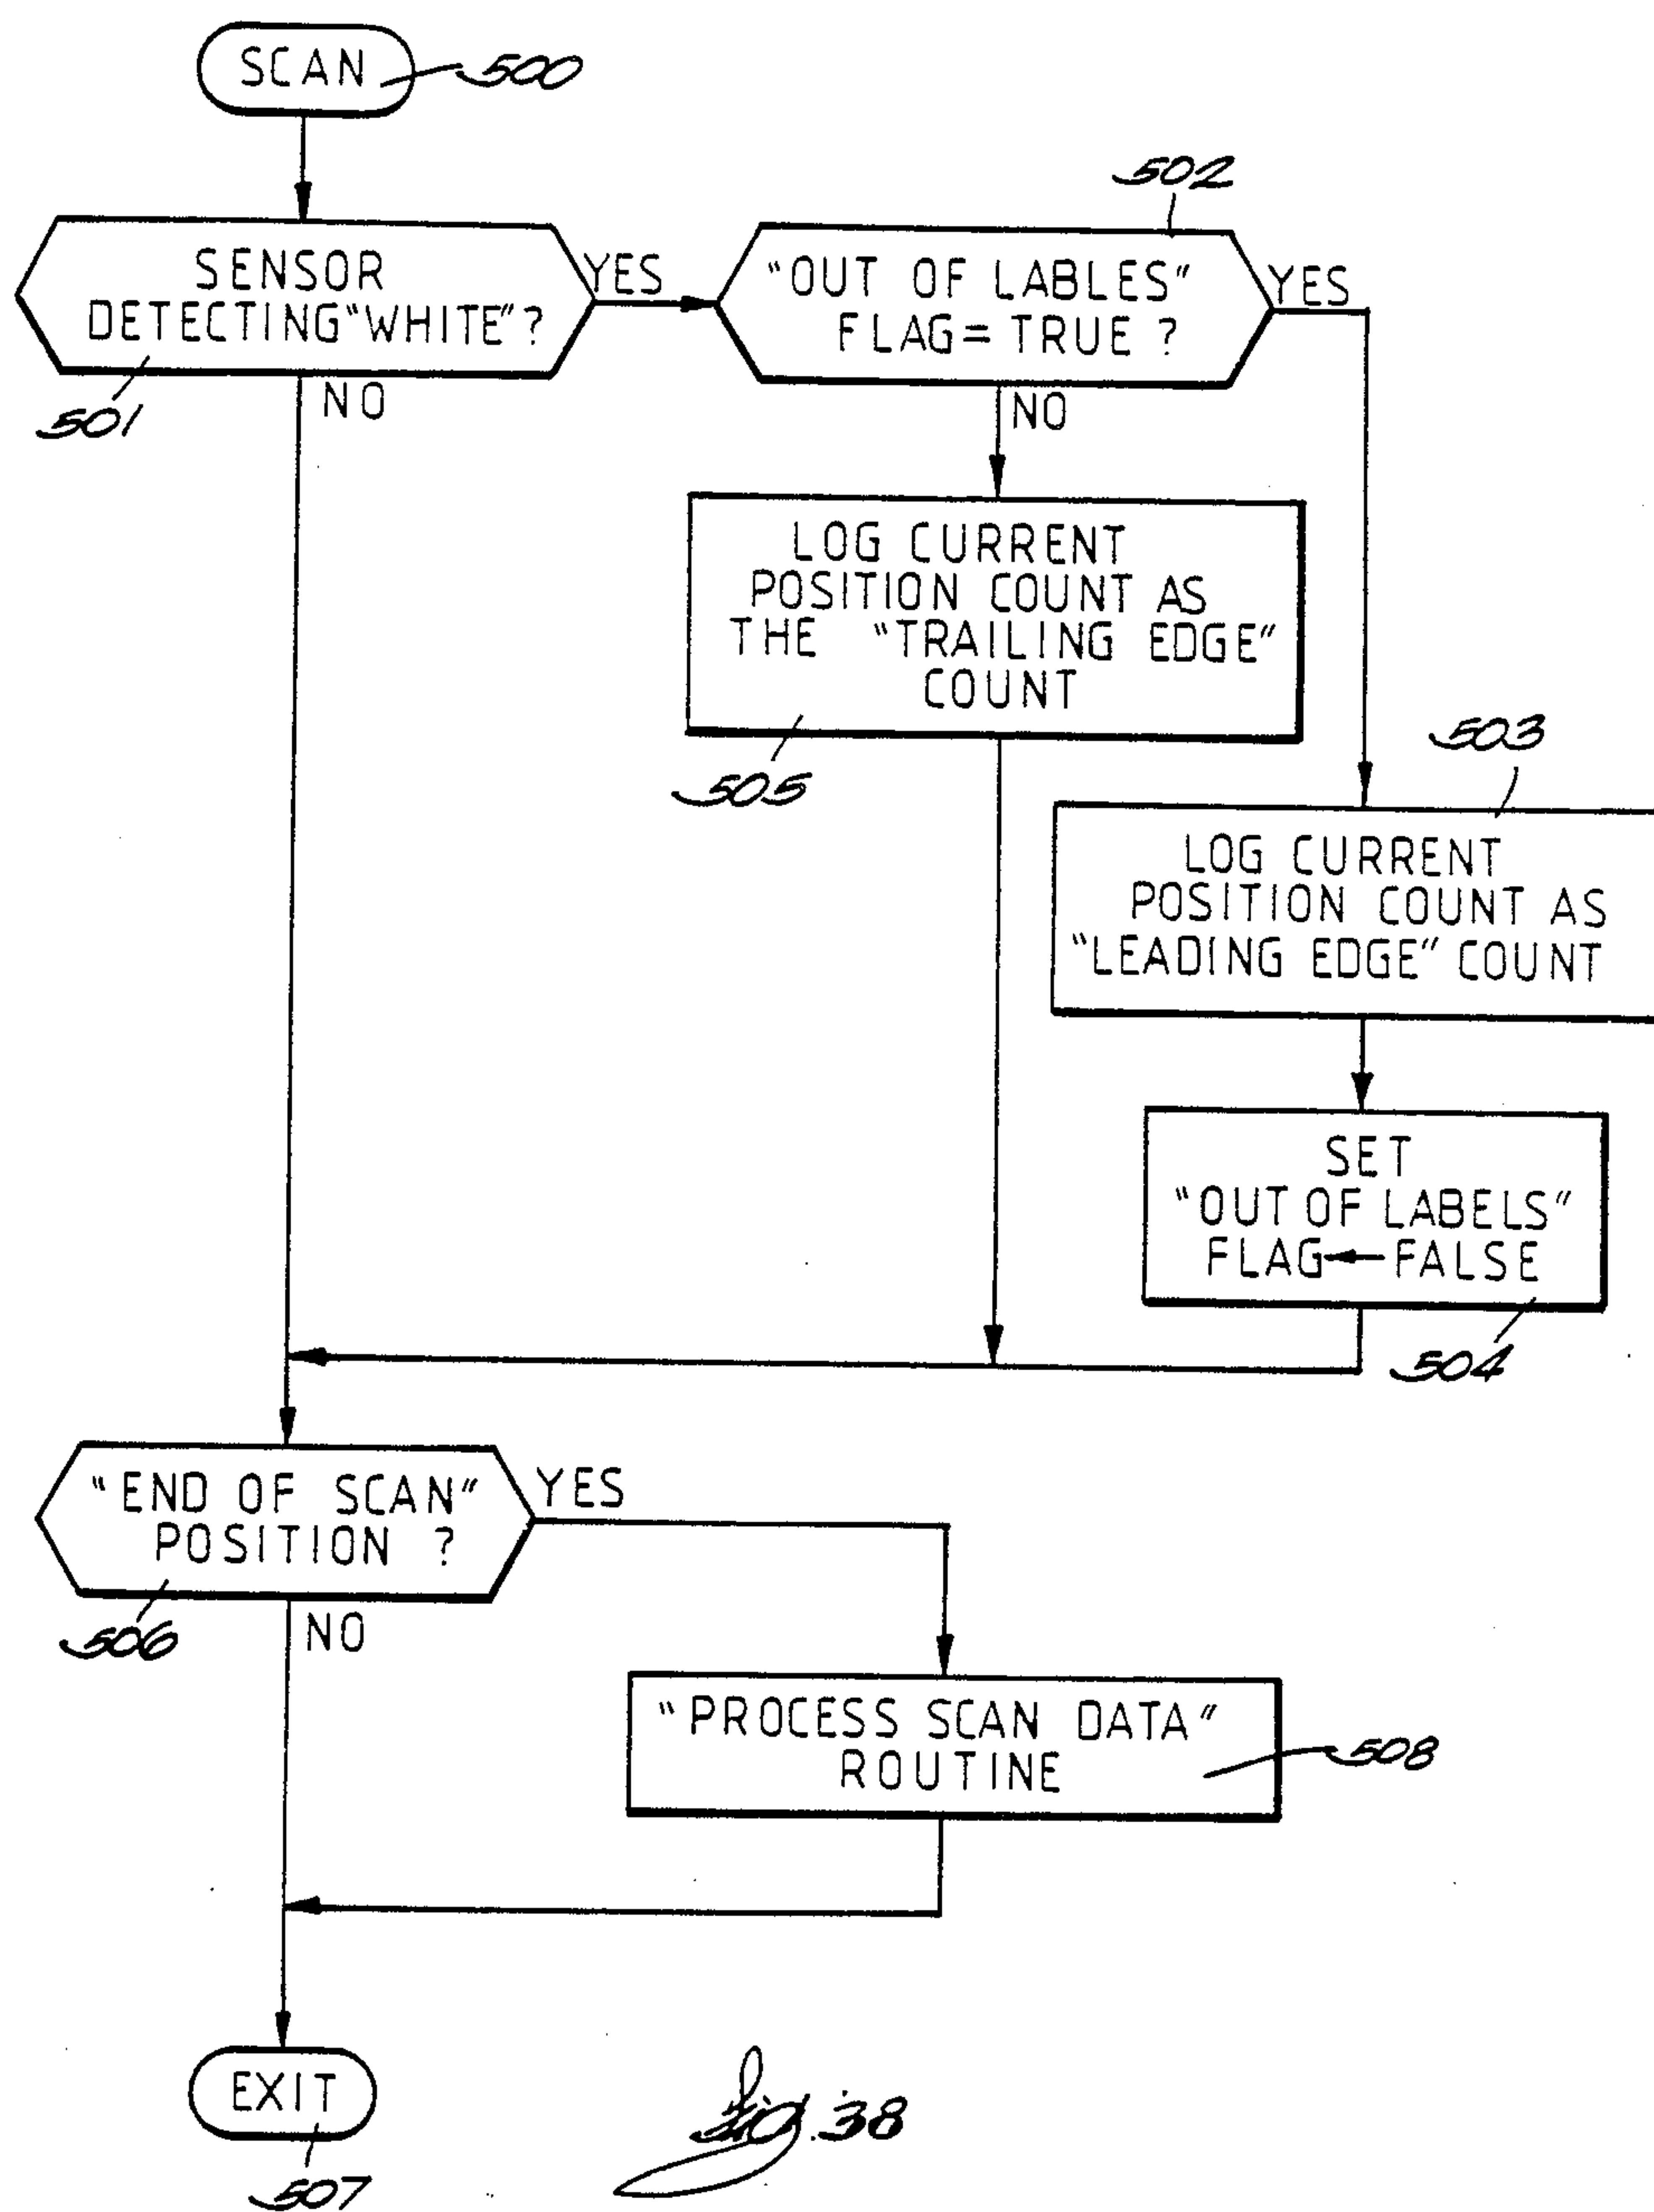 SCAN
500
SENSOR
DETECTING "WHITE"?
501
YES
NO
502
"OUT OF LABLES"
FLAG = TRUE ?
YES
NO
LOG CURRENT
POSITION COUNT AS
THE "TRAILING EDGE"
COUNT
505
503
LOG CURRENT
POSITION COUNT AS
"LEADING EDGE" COUNT
SET
"OUT OF LABELS"
FLAG ← FALSE
504
"END OF SCAN"
POSITION ?
506
YES
NO
"PROCESS SCAN DATA"
ROUTINE
508
EXIT
507
Fig. 38